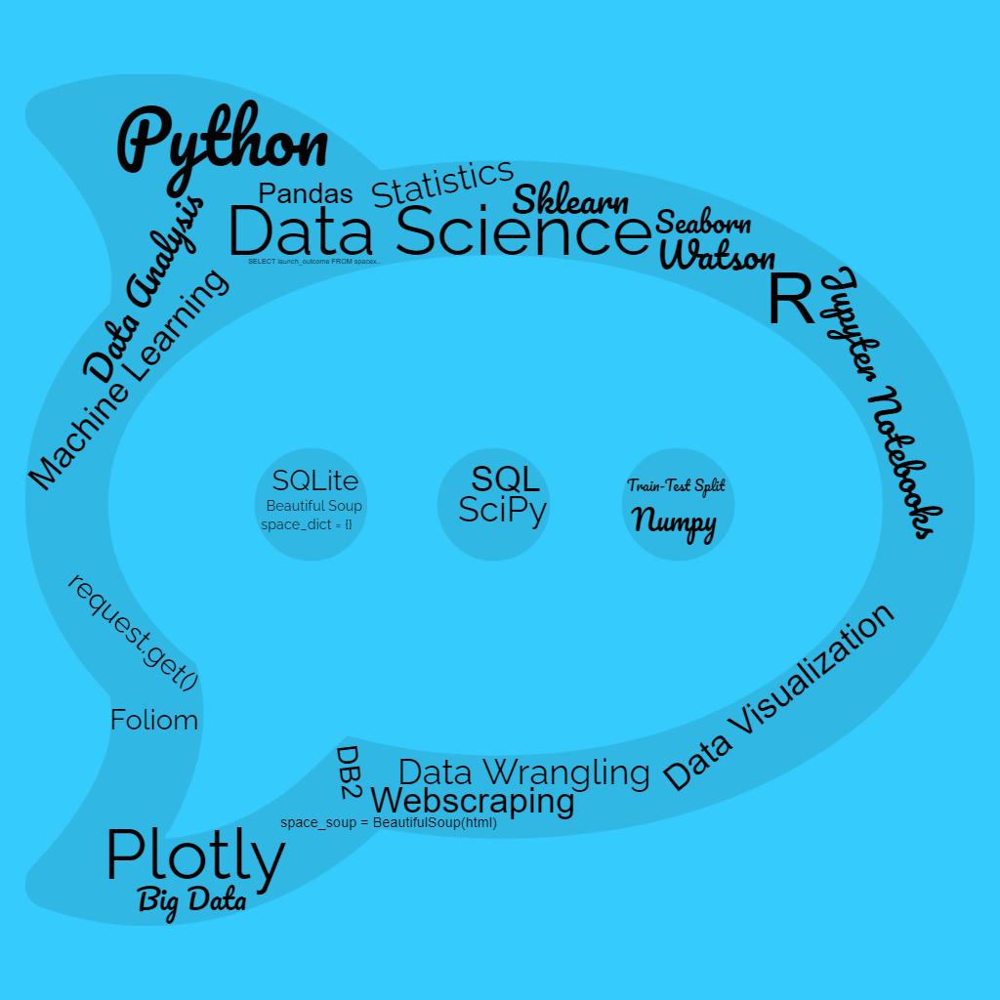 Python
Pandas
Statistics
Sklearn
Data Science
Seaborn
Watson
SELECT launch_outcome FROM spacex..
Data Analysis
Machine Learning
R
Jupyter Notebooks
SQLite
Beautiful Soup
space_dict = {}
SQL
SciPy
Train-Test Split
Numpy
request.get()
Foliom
Data Visualization
DB2
Data Wrangling
Webscraping
space_soup = BeautifulSoup(html)
Plotly
Big Data